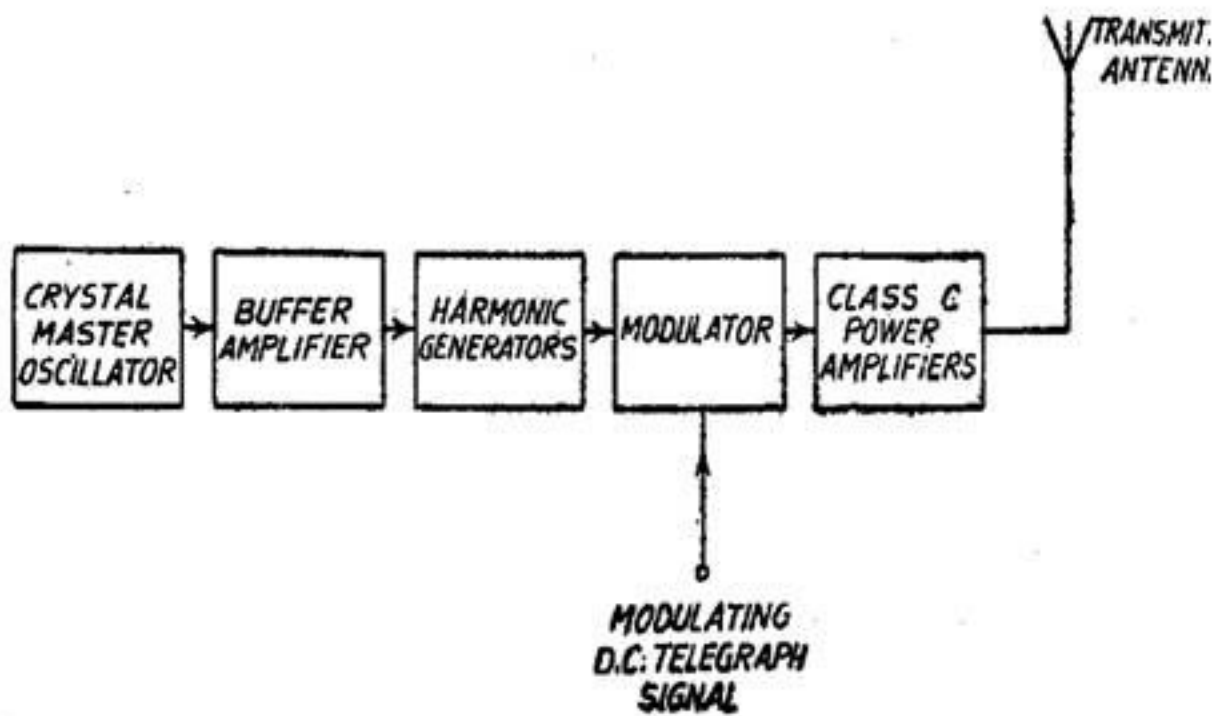 TRANSMIT.
ANTENN.
CRYSTAL
MASTER
OSCILLATOR
BUFFER
AMPLIFIER
HARMONIC
GENERATORS
MODULATOR
CLASS C
POWER
AMPLIFIERS
MODULATING
D.C. TELEGRAPH
SIGNAL